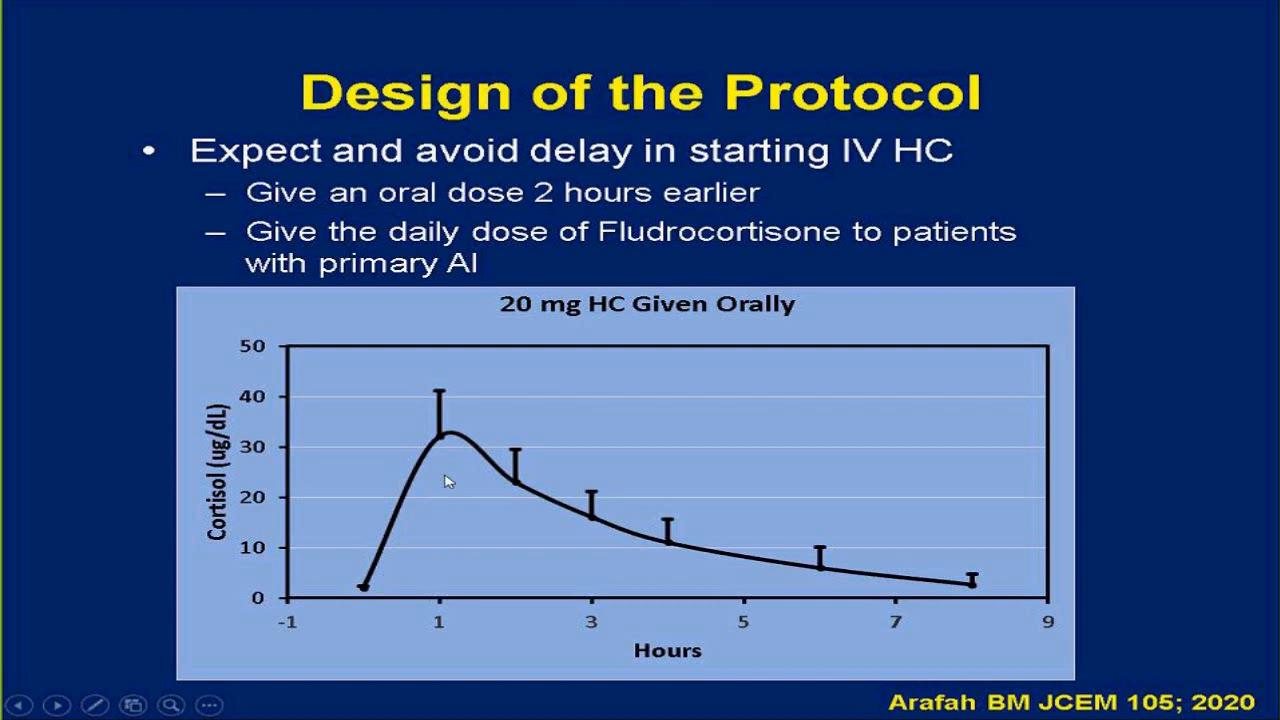 Design of the Protocol
• Expect and avoid delay in starting IV HC
– Give an oral dose 2 hours earlier
– Give the daily dose of Fludrocortisone to patients
with primary AI
20 mg HC Given Orally
Cortisol (ug/dL)
50
40
30
20
10
0
-1 1 3 5 7 9
Hours
Arafah BM JCEM 105; 2020